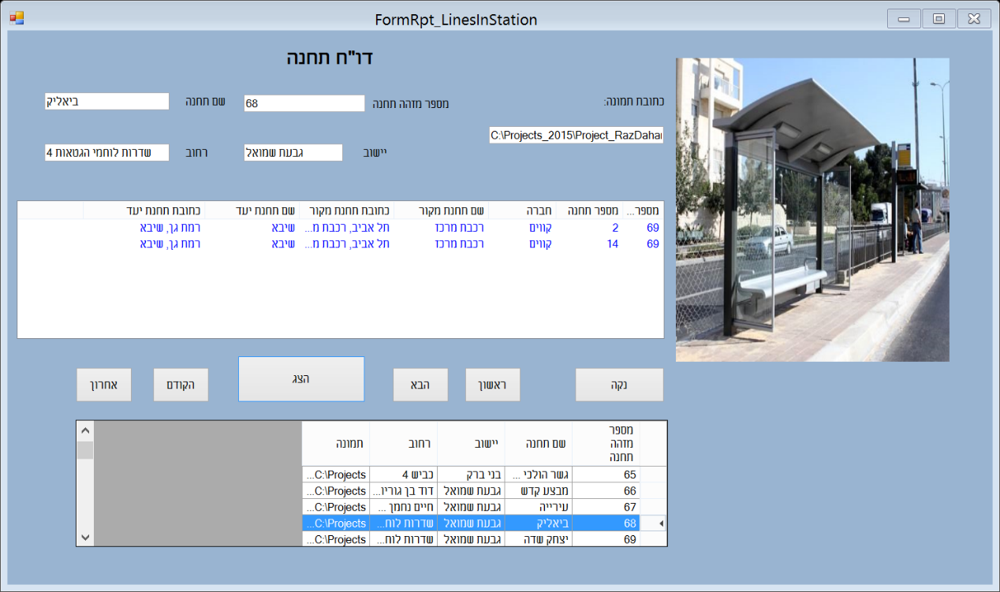 FormRpt_LinesInStation
דו"ח תחנה
כתובת תמונה:
מספר מזהה תחנה 68 שם תחנה ביאליק
C:\Projects_2015\Project_RazDahar
יישוב גבעת שמואל רחוב שדרות לוחמי הגטאות 4
מספר... מספר תחנה חברה שם תחנת מקור כתובת תחנת מקור שם תחנת יעד כתובת תחנת יעד
69 2 קווים רכבת מרכז תל אביב, רכבת מ... שיבא רמת גן, שיבא
69 14 קווים רכבת מרכז תל אביב, רכבת מ... שיבא רמת גן, שיבא
נקה ראשון הבא הצג הקודם אחרון
מספר מזהה תחנה שם תחנה יישוב רחוב תמונה
65 גשר הולכי ... בני ברק כביש 4 C:\Projects...
66 מבצע קדש גבעת שמואל דוד בן גוריו... C:\Projects...
67 עירייה גבעת שמואל חיים נחמן ... C:\Projects...
68 ביאליק גבעת שמואל שדרות לוח... C:\Projects...
69 יצחק שדה גבעת שמואל שדרות לוח... C:\Projects...